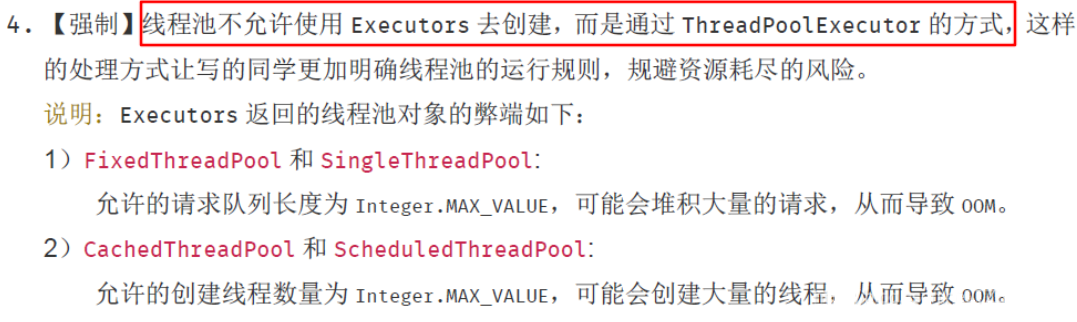 4. 【强制】线程池不允许使用 Executors 去创建，而是通过 ThreadPoolExecutor 的方式，这样
的处理方式让写的同学更加明确线程池的运行规则，规避资源耗尽的风险。
说明：Executors 返回的线程池对象的弊端如下：
1）FixedThreadPool 和 SingleThreadPool:
允许的请求队列长度为 Integer.MAX_VALUE，可能会堆积大量的请求，从而导致 OOM。
2）CachedThreadPool 和 ScheduledThreadPool:
允许的创建线程数量为 Integer.MAX_VALUE，可能会创建大量的线程，从而导致 OOM。